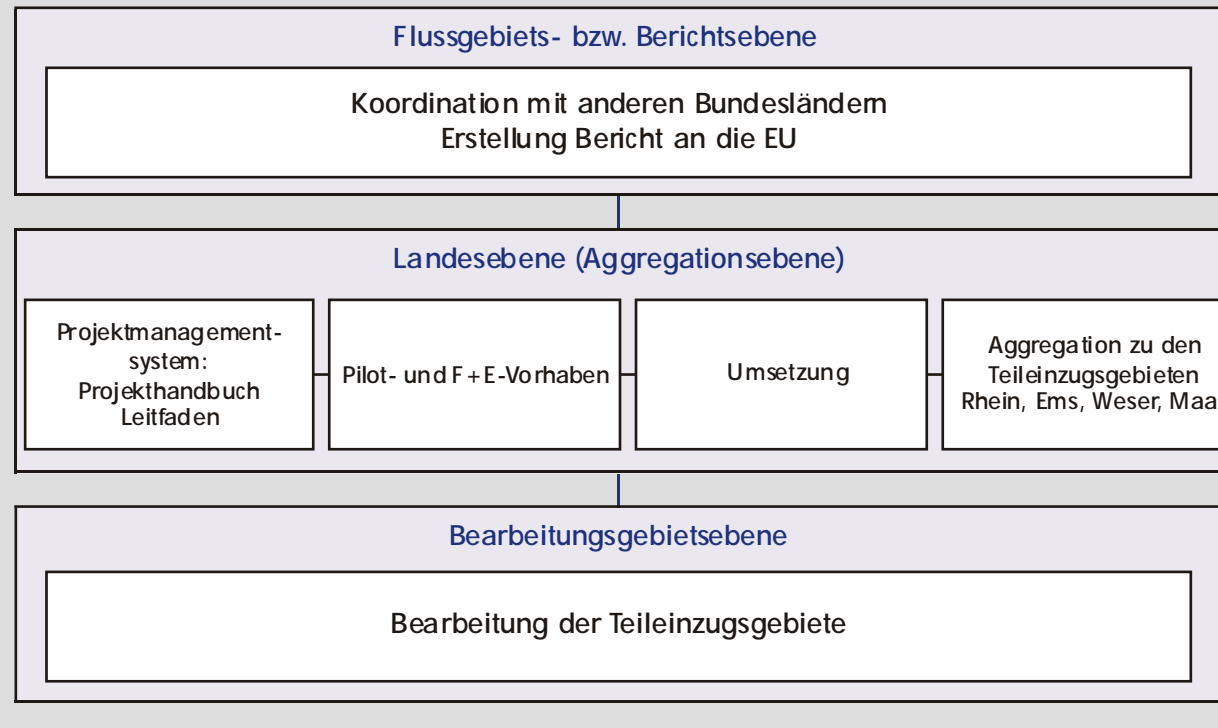 Flussgebiets- bzw. Berichtsebene
Koordination mit anderen Bundesländern
Erstellung Bericht an die EU
Landesebene (Aggregationsebene)
Projektmanagement-
system:
Projekthandbuch
Leitfaden
Pilot- und F+E-Vorhaben
Umsetzung
Aggregation zu den
Teileinzugsgebieten
Rhein, Ems, Weser, Maa
Bearbeitungsgebietsebene
Bearbeitung der Teileinzugsgebiete